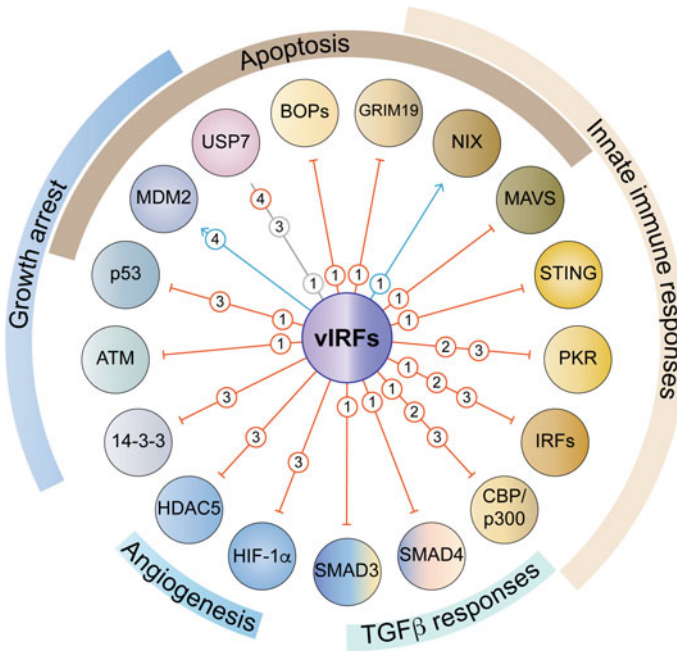 Apoptosis
Growth arrest
Innate immune responses
Angiogenesis
TGFβ responses
BOPs
GRIM19
USP7
NIX
MDM2
MAVS
p53
STING
ATM
PKR
14-3-3
IRFs
HDAC5
CBP/
p300
HIF-1α
SMAD3
SMAD4
vIRFs
4
3
1
4
1
1
1
1
1
3
1
1
2
3
1
2
3
1
2
3
1
1
3
3
3